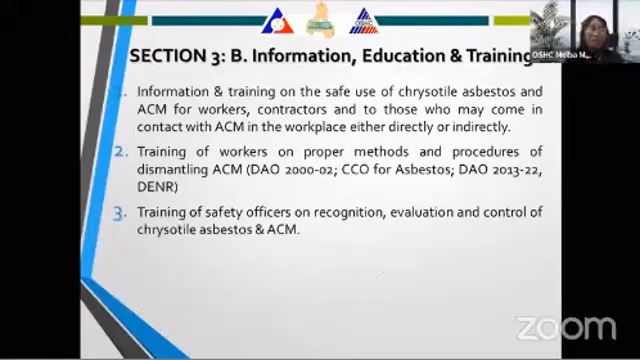 OSHC
SECTION 3: B. Information, Education & Training
OSHC Melba M
1. Information & training on the safe use of chrysotile asbestos and
ACM for workers, contractors and to those who may come in
contact with ACM in the workplace either directly or indirectly.
2. Training of workers on proper methods and procedures of
dismantling ACM (DAO 2000-02; CCO for Asbestos; DAO 2013-22,
DENR)
3. Training of safety officers on recognition, evaluation and control of
chrysotile asbestos & ACM.
zoom